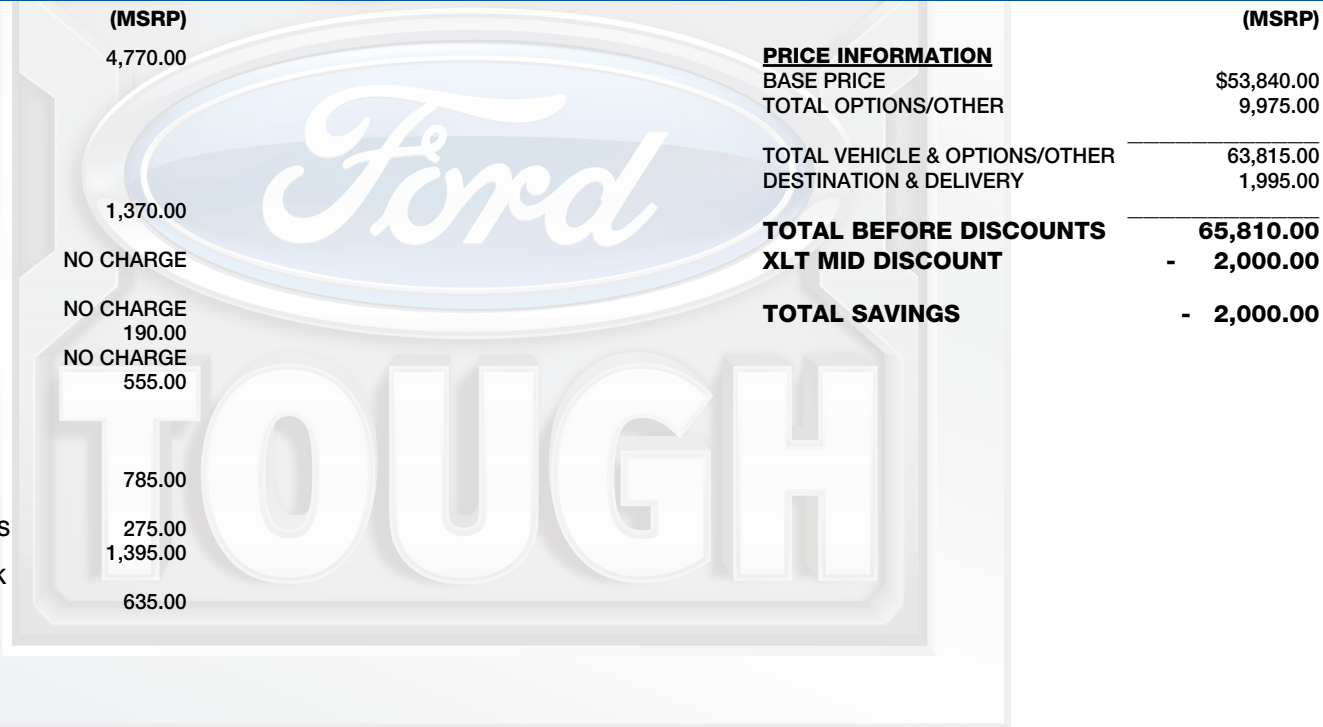 (MSRP)
4,770.00
1,370.00
NO CHARGE
NO CHARGE
190.00
NO CHARGE
555.00
785.00
S 275.00
1,395.00
K
635.00
Ford
TOUGH
(MSRP)
PRICE INFORMATION
BASE PRICE $53,840.00
TOTAL OPTIONS/OTHER 9,975.00
TOTAL VEHICLE & OPTIONS/OTHER 63,815.00
DESTINATION & DELIVERY 1,995.00
TOTAL BEFORE DISCOUNTS 65,810.00
XLT MID DISCOUNT - 2,000.00
TOTAL SAVINGS - 2,000.00